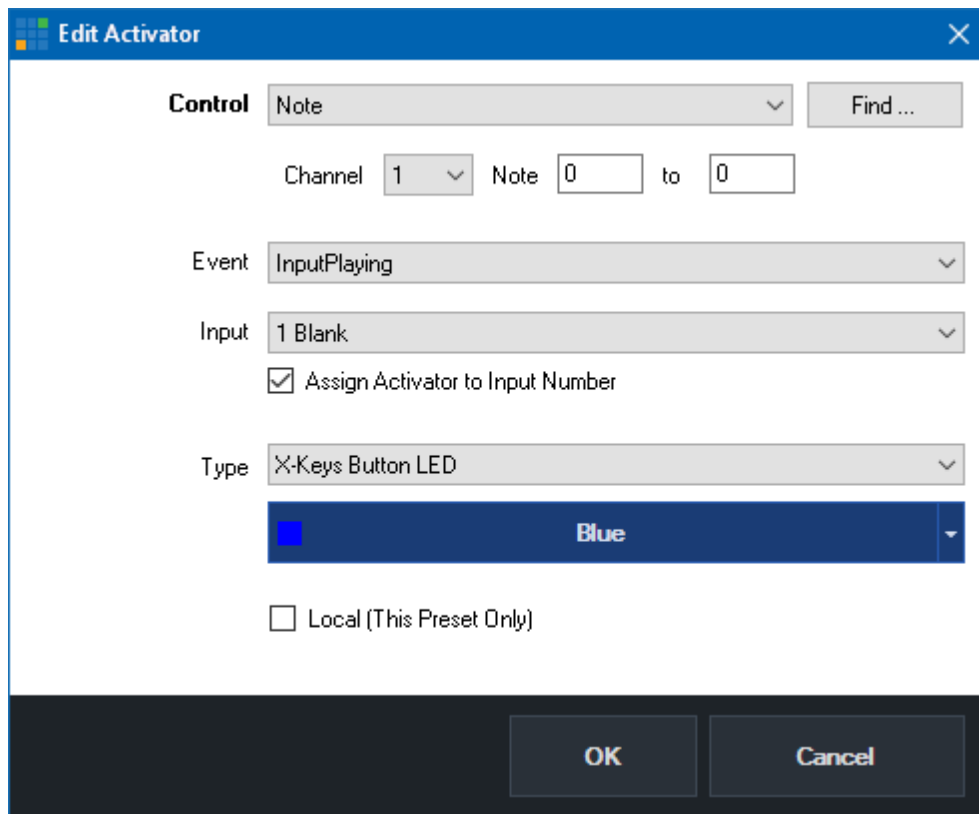 Edit Activator
Control Note Find ...
Channel 1 Note 0 to 0
Event InputPlaying
Input 1 Blank
Assign Activator to Input Number
Type X-Keys Button LED
Blue
Local (This Preset Only)
OK Cancel